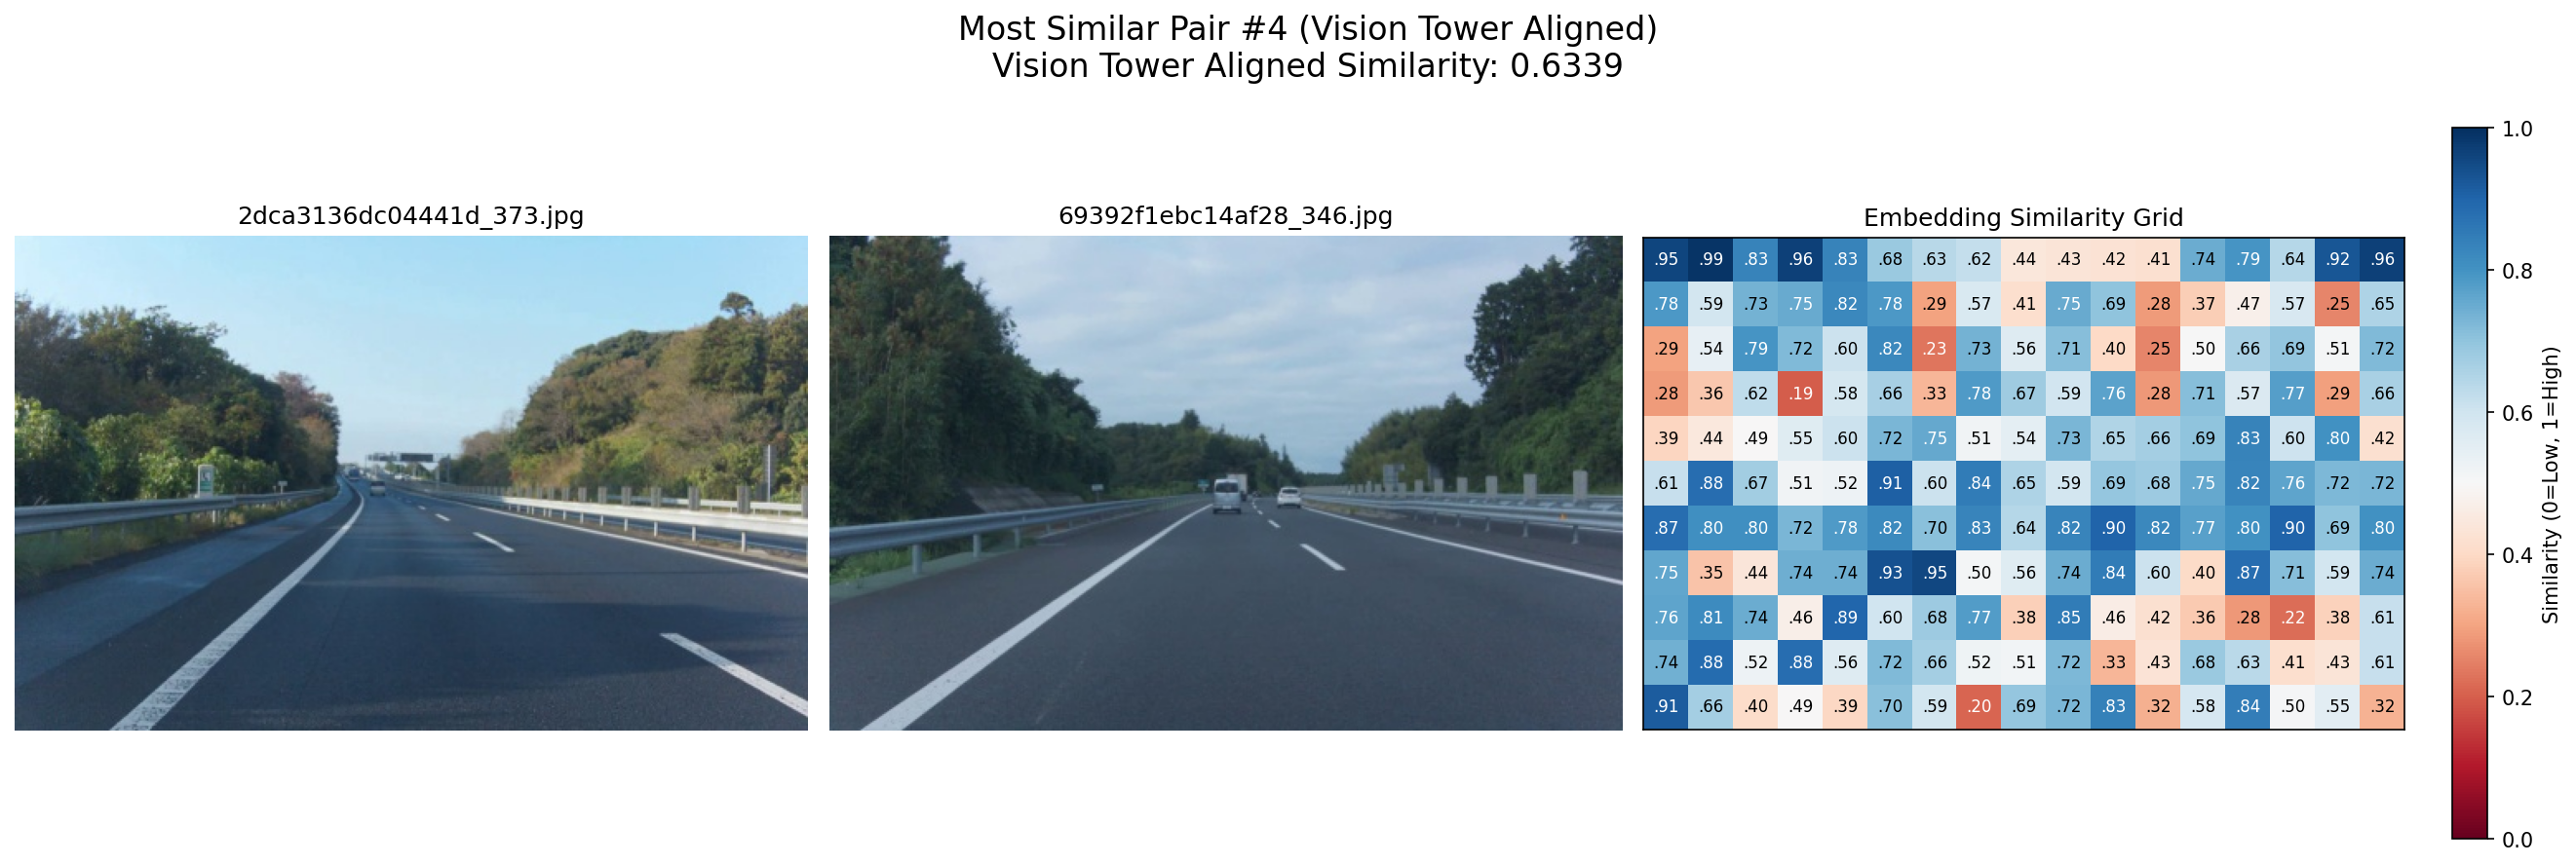 Most Similar Pair #4 (Vision Tower Aligned)
Vision Tower Aligned Similarity: 0.6339
2dca3136dc04441d_373.jpg
69392f1ebc14af28_346.jpg
Embedding Similarity Grid
.95 .99 .83 .96 .83 .68 .63 .62 .44 .43 .42 .41 .74 .79 .64 .92 .96
.78 .59 .73 .75 .82 .78 .29 .57 .41 .75 .69 .28 .37 .47 .57 .25 .65
.29 .54 .79 .72 .60 .82 .23 .73 .56 .71 .40 .25 .50 .66 .69 .51 .72
.28 .36 .62 .19 .58 .66 .33 .78 .67 .59 .76 .28 .71 .57 .77 .29 .66
.39 .44 .49 .55 .60 .72 .75 .51 .54 .73 .65 .66 .69 .83 .60 .80 .42
.61 .88 .67 .51 .52 .91 .60 .84 .65 .59 .69 .68 .75 .82 .76 .72 .72
.87 .80 .80 .72 .78 .82 .70 .83 .64 .82 .90 .82 .77 .80 .90 .69 .80
.75 .35 .44 .74 .74 .93 .95 .50 .56 .74 .84 .60 .40 .87 .71 .59 .74
.76 .81 .74 .46 .89 .60 .68 .77 .38 .85 .46 .42 .36 .28 .22 .38 .61
.74 .88 .52 .88 .56 .72 .66 .52 .51 .72 .33 .43 .68 .63 .41 .43 .61
.91 .66 .40 .49 .39 .70 .59 .20 .69 .72 .83 .32 .58 .84 .50 .55 .32
1.0
0.8
0.6
0.4
0.2
0.0
Similarity (0=Low, 1=High)